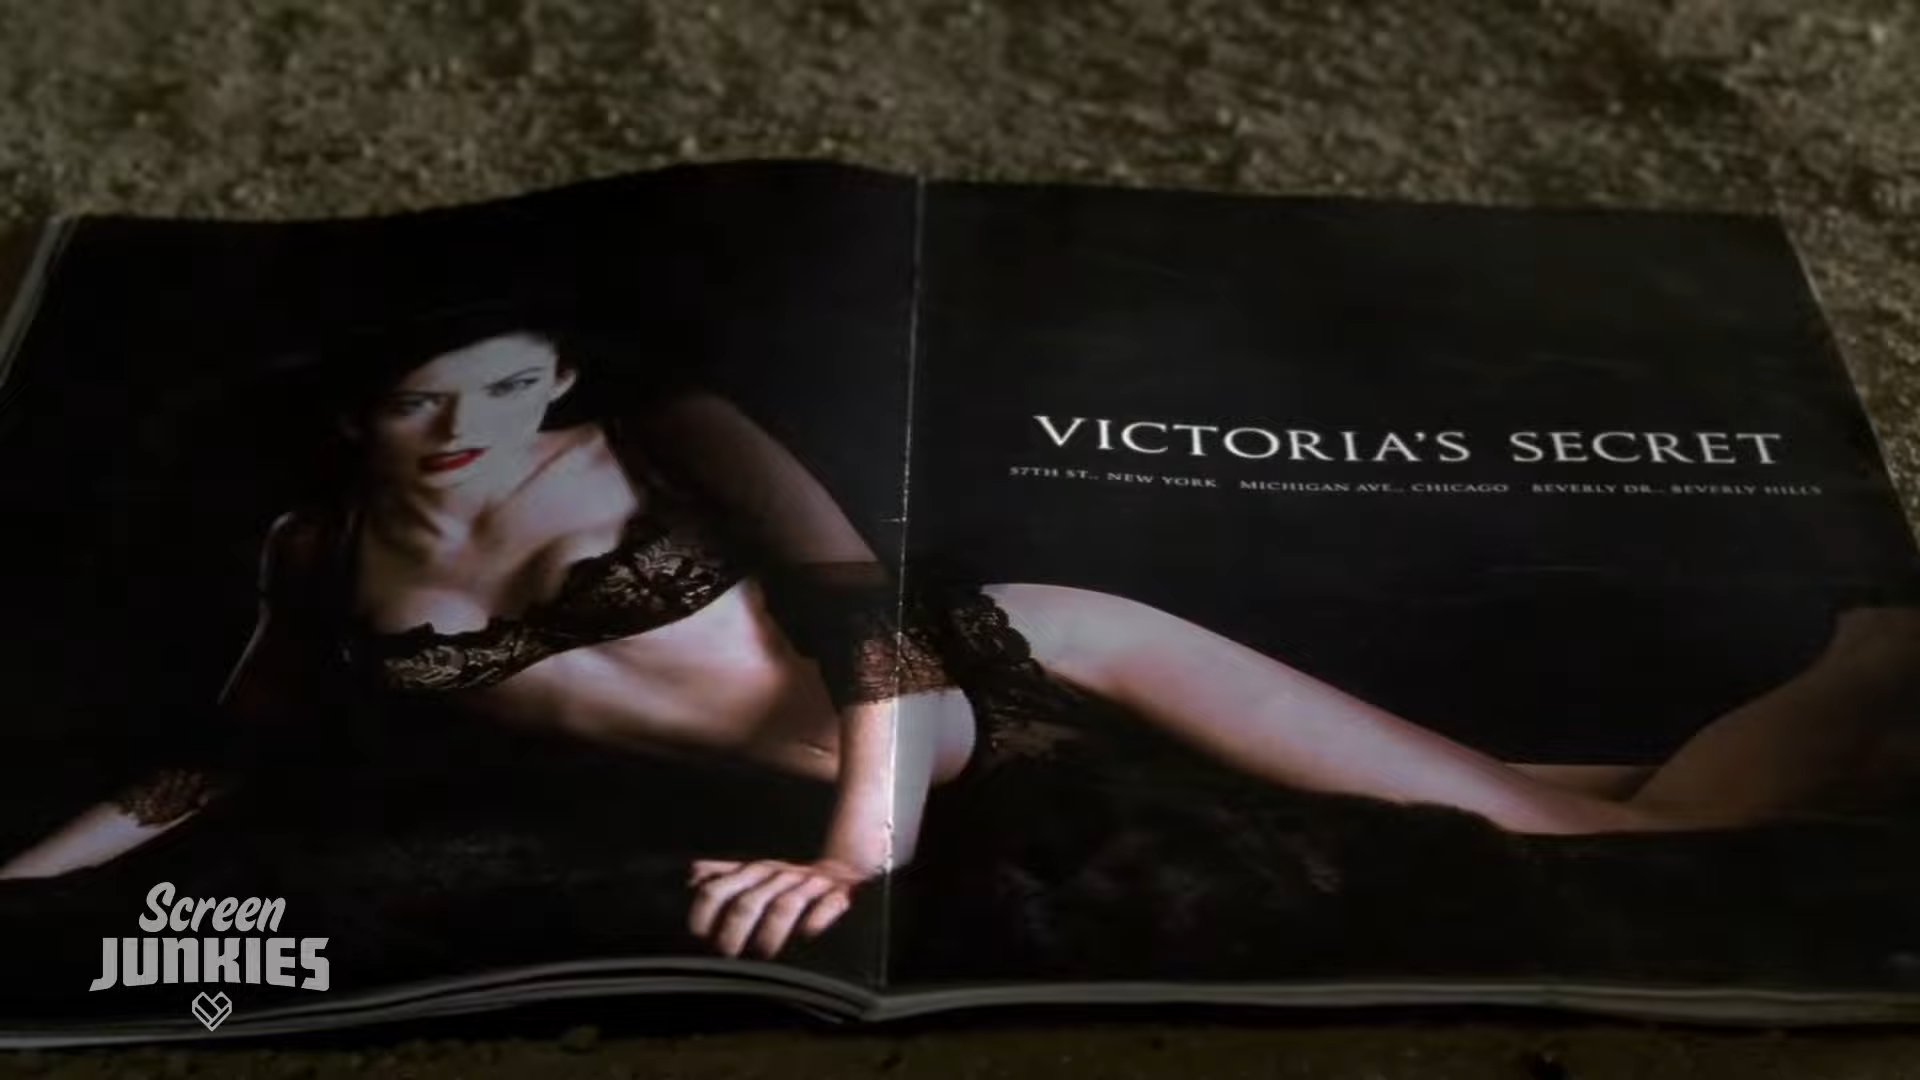 VICTORIA'S SECRET
57TH ST., NEW YORK MICHIGAN AVE., CHICAGO BEVERLY DR., BEVERLY HILLS
Screen
JUNKIES